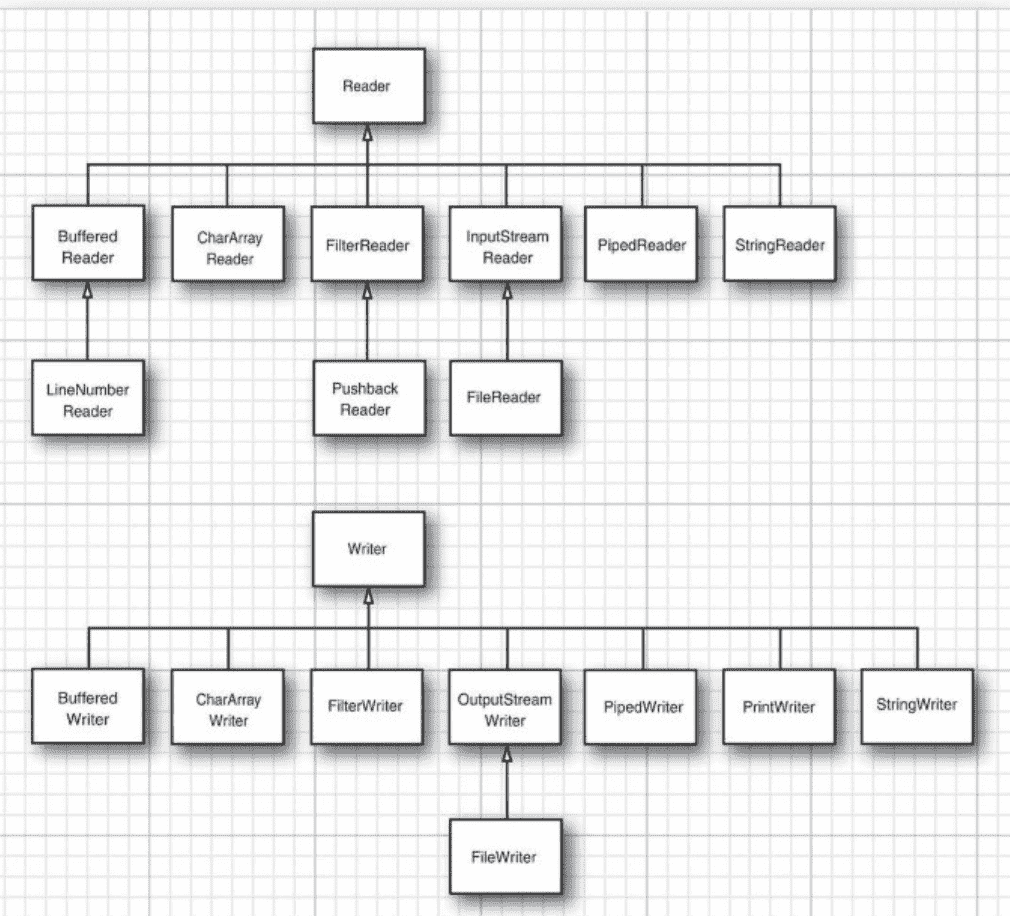 Reader
Buffered
Reader
CharArray
Reader
FilterReader
InputStream
Reader
PipedReader
StringReader
LineNumber
Reader
Pushback
Reader
FileReader
Writer
Buffered
Writer
CharArray
Writer
FilterWriter
OutputStream
Writer
PipedWriter
PrintWriter
StringWriter
FileWriter